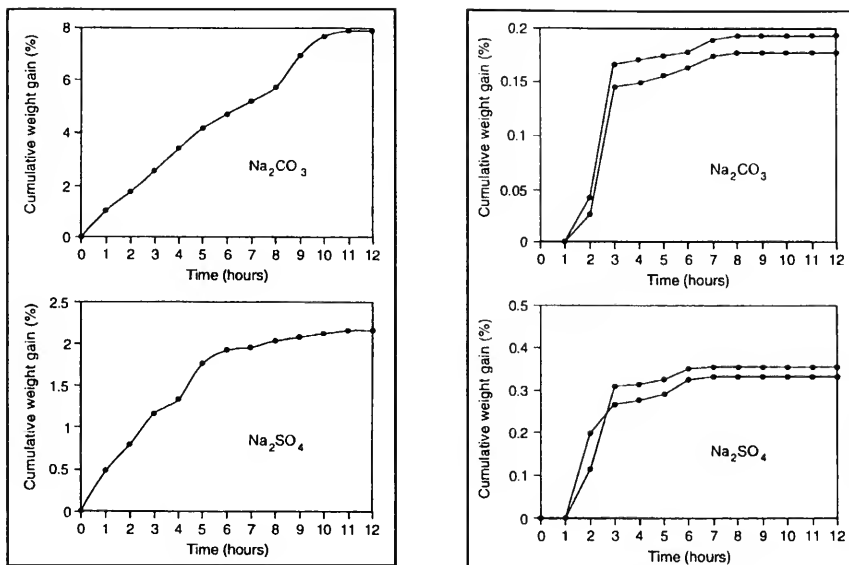 Cumulative weight gain (%)
8
6
4
2
0
Na2CO3
0 1 2 3 4 5 6 7 8 9 10 11 12
Time (hours)
Cumulative weight gain (%)
2.5
2
1.5
1
0.5
0
Na2SO4
0 1 2 3 4 5 6 7 8 9 10 11 12
Time (hours)
Cumulative weight gain (%)
0.2
0.15
0.1
0.05
0
Na2CO3
0 1 2 3 4 5 6 7 8 9 10 11 12
Time (hours)
Cumulative weight gain (%)
0.5
0.4
0.3
0.2
0.1
0
Na2SO4
0 1 2 3 4 5 6 7 8 9 10 11 12
Time (hours)